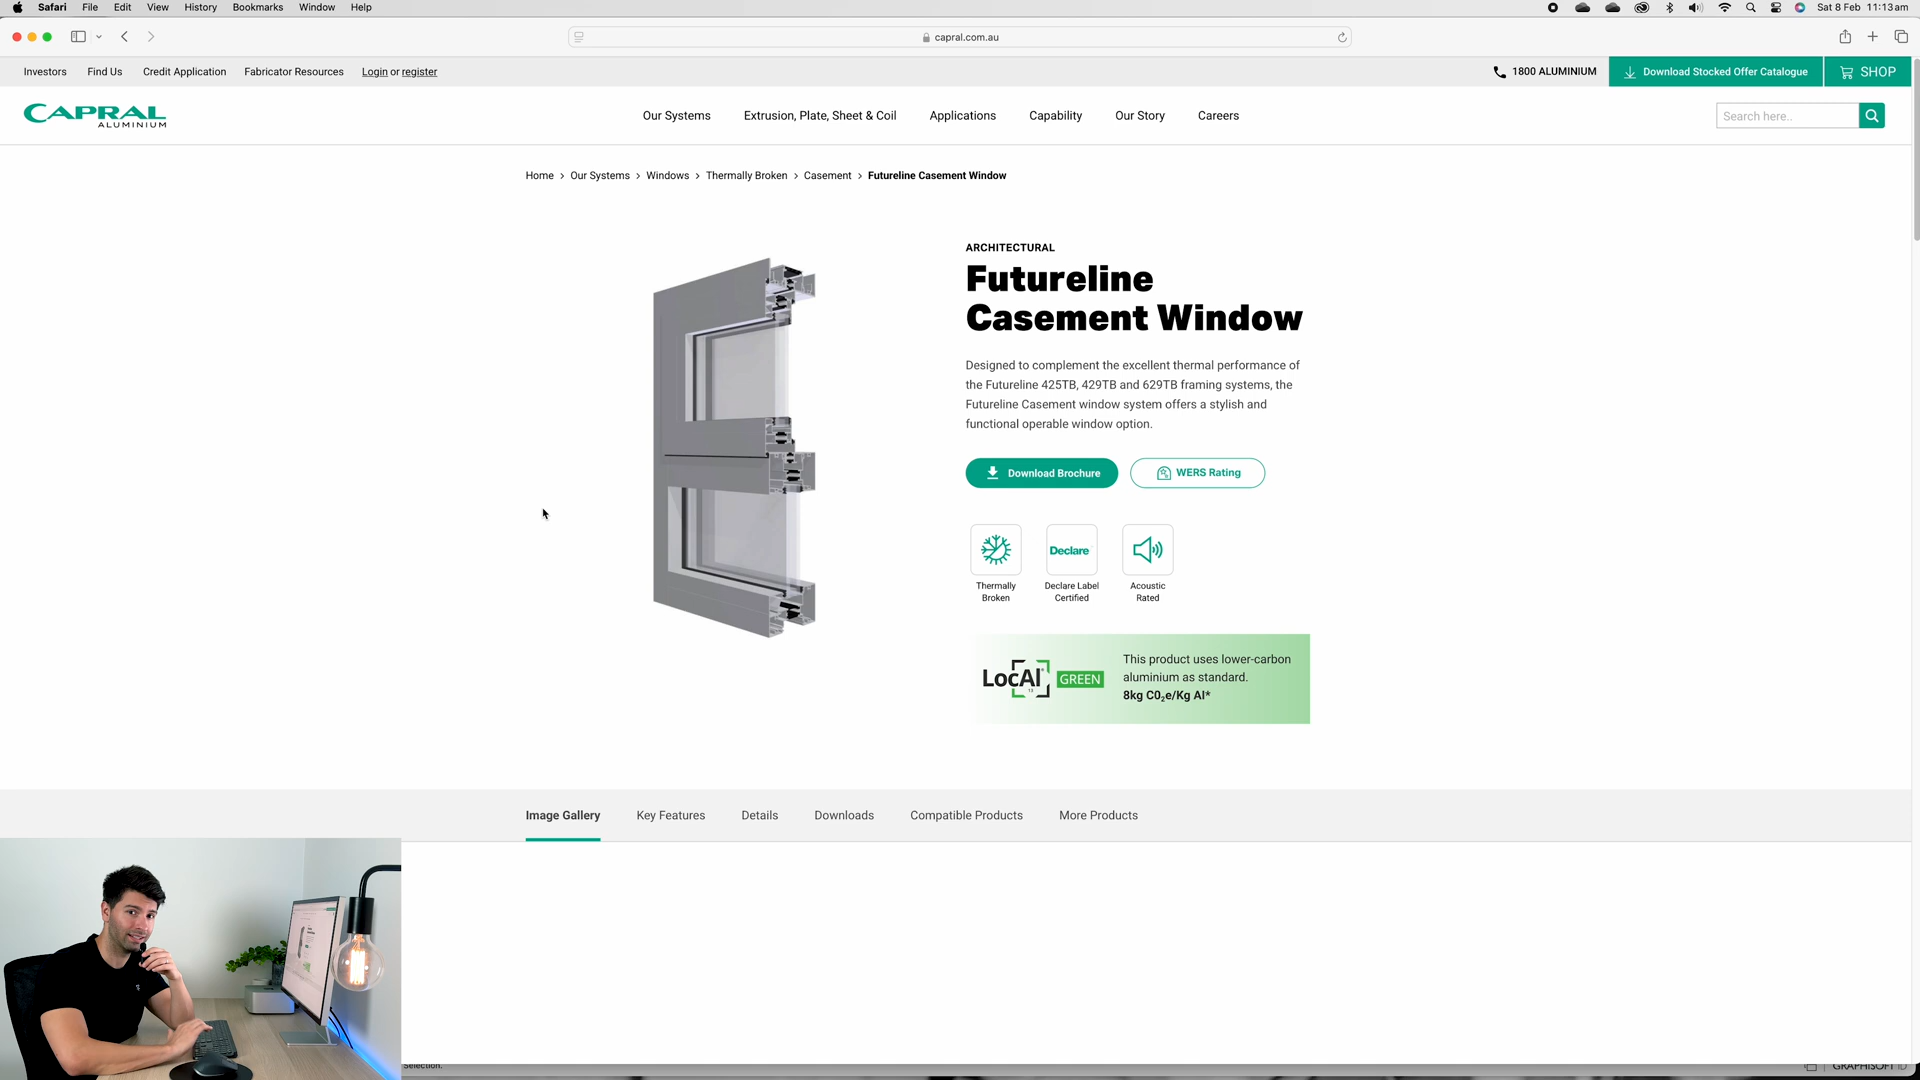 Safari File Edit View History Bookmarks Window Help
Sat 8 Feb 11:13 am
capral.com.au
Investors Find Us Credit Application Fabricator Resources Login or register
1800 ALUMINIUM
Download Stocked Offer Catalogue
SHOP
CAPRAL
ALUMINIUM
Our Systems Extrusion, Plate, Sheet & Coil Applications Capability Our Story Careers
Search here..
Home > Our Systems > Windows > Thermally Broken > Casement > Futureline Casement Window
ARCHITECTURAL
Futureline
Casement Window
Designed to complement the excellent thermal performance of
the Futureline 425TB, 429TB and 629TB framing systems, the
Futureline Casement window system offers a stylish and
functional operable window option.
Download Brochure
WERS Rating
Declare
Thermally
Broken
Declare Label
Certified
Acoustic
Rated
LocAl GREEN
13
This product uses lower-carbon
aluminium as standard.
8kg C0₂e/Kg Al*
Image Gallery Key Features Details Downloads Compatible Products More Products
Selection.
GRAPHISOFT ID